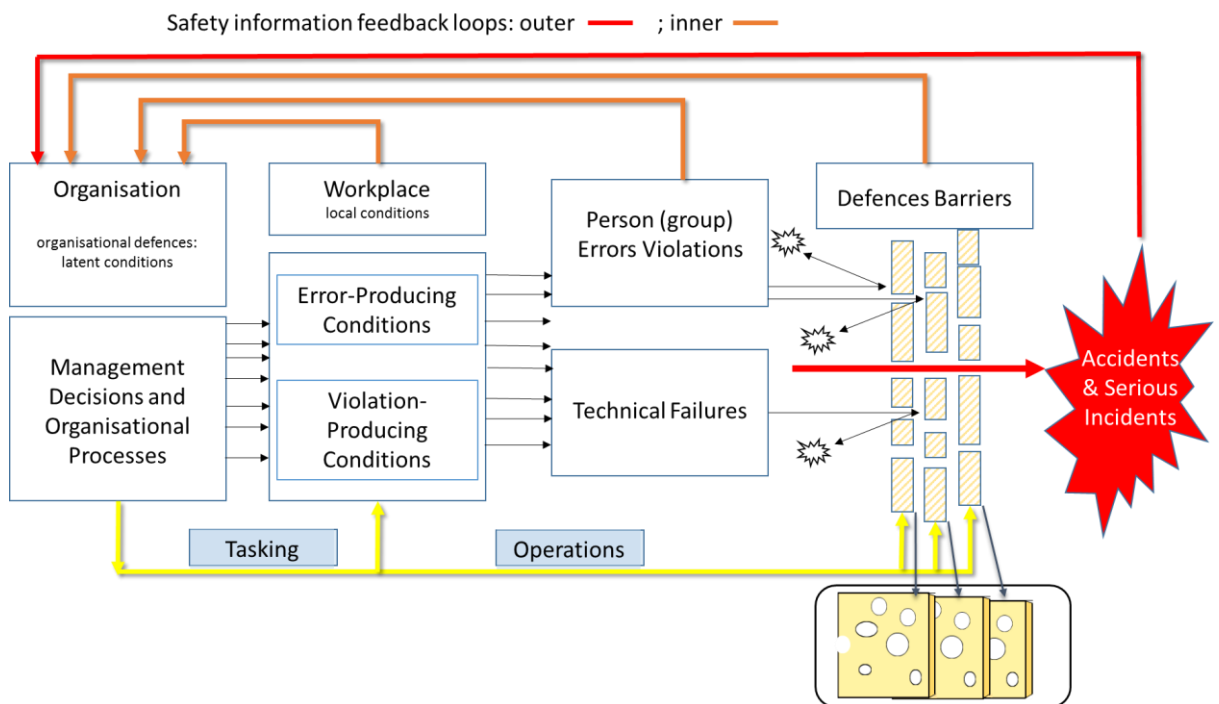 Safety information feedback loops: outer ; inner
Organisation
organisational defences:
latent conditions
Workplace
local conditions
Person (group)
Errors Violations
Defences Barriers
Management
Decisions and
Organisational
Processes
Error-Producing
Conditions
Violation-
Producing
Conditions
Technical Failures
Accidents
& Serious
Incidents
Tasking
Operations